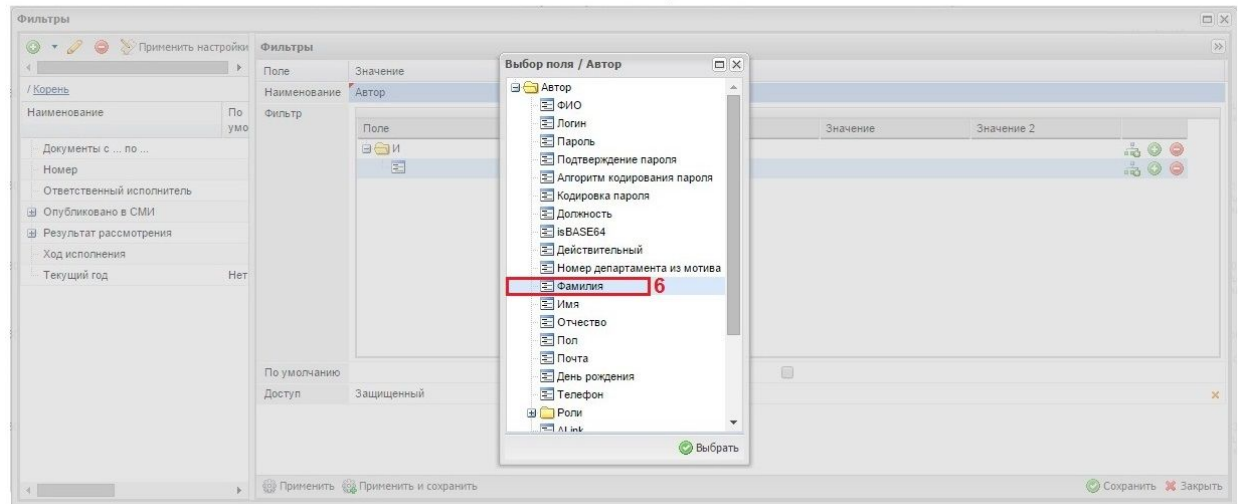 Фильтры
Применить настройки
/ Корень
Наименование По умо
Документы с ... по ...
Номер
Ответственный исполнитель
Опубликовано в СМИ
Результат рассмотрения
Ход исполнения
Текущий год Нет
Фильтры
Поле Значение
Наименование Автор
Фильтр
Поле Значение Значение 2
И
По умолчанию
Доступ Защищенный
Применить Применить и сохранить
Сохранить Закрыть
Выбор поля / Автор
Автор
ФИО
Логин
Пароль
Подтверждение пароля
Алгоритм кодирования пароля
Кодировка пароля
Должность
isBASE64
Действительный
Номер департамента из мотива
Фамилия 6
Имя
Отчество
Пол
Почта
День рождения
Телефон
Роли
Выбрать